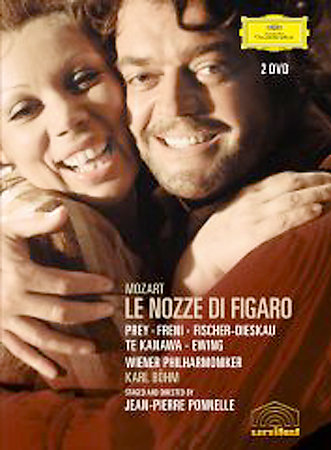 Deutsche
Grammophon
2 DVD
MOZART
LE NOZZE DI FIGARO
PREY · FRENI · FISCHER-DIESKAU
TE KANAWA · EWING
WIENER PHILHARMONIKER
KARL BÖHM
STAGED AND DIRECTED BY
JEAN-PIERRE PONNELLE
unitel